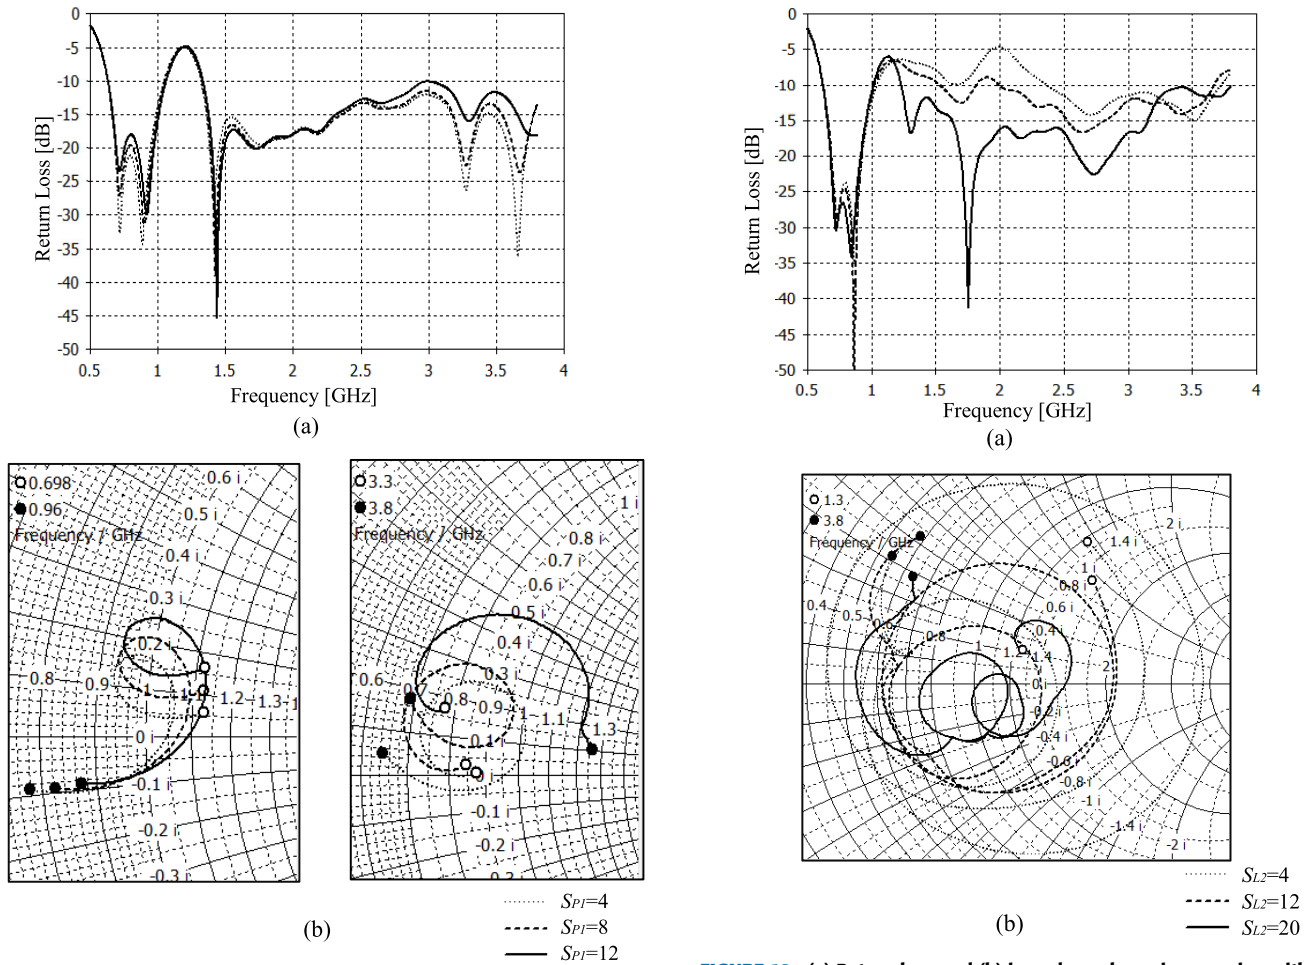 0
-5
-10
-15
-20
-25
-30
-35
-40
-45
-50
Return Loss [dB]
0.5 1 1.5 2 2.5 3 3.5 4
Frequency [GHz]
(a)
0.698
0.96
Frequency / GHz
0.6 i
0.5 i
0.4 i
0.3 i
0.2 i
0.8 0.9 1 1.1 1.2 1.3
0 i
-0.1 i
-0.2 i
-0.3 i
3.3
3.8
Frequency / GHz
1 i
0.8 i
0.7 i
0.6 i
0.5 i
0.4 i
0.3 i
0.6 0.7 0.8 0.9 1 1.1 1.3
0.1 i
0 i
-0.1 i
-0.2 i
(b)
SP1=4
SP1=8
SP1=12
0
-5
-10
-15
-20
-25
-30
-35
-40
-45
-50
Return Loss [dB]
0.5 1 1.5 2 2.5 3 3.5 4
Frequency [GHz]
(a)
1.3
3.8
Frequency / GHz
2 i
1.4 i
1 i
0.8 i
0.6 i
0.4 i
0.4 0.5 0.6 0.8 1 1.2 1.4 2
0 i
-0.2 i
-0.4 i
-0.6 i
-0.8 i
-1 i
-1.4 i
-2 i
(b)
SL2=4
SL2=12
SL2=20